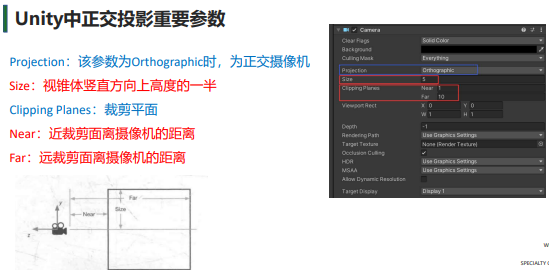 Unity中正交投影重要参数
Projection：该参数为Orthographic时，为正交摄像机
Size：视锥体竖直方向上高度的一半
Clipping Planes：裁剪平面
Near：近裁剪面离摄像机的距离
Far：远裁剪面离摄像机的距离
Far
y
Size
Near
z
Camera
Clear Flags Solid Color
Background
Culling Mask Everything
Projection Orthographic
Size 5
Clipping Planes Near 1
Far 10
Viewport Rect X 0 Y 0
W 1 H 1
Depth -1
Rendering Path Use Graphics Settings
Target Texture None (Render Texture)
Occlusion Culling
HDR Use Graphics Settings
MSAA Use Graphics Settings
Allow Dynamic Resolution
Target Display Display 1
W
SPECIALTY O